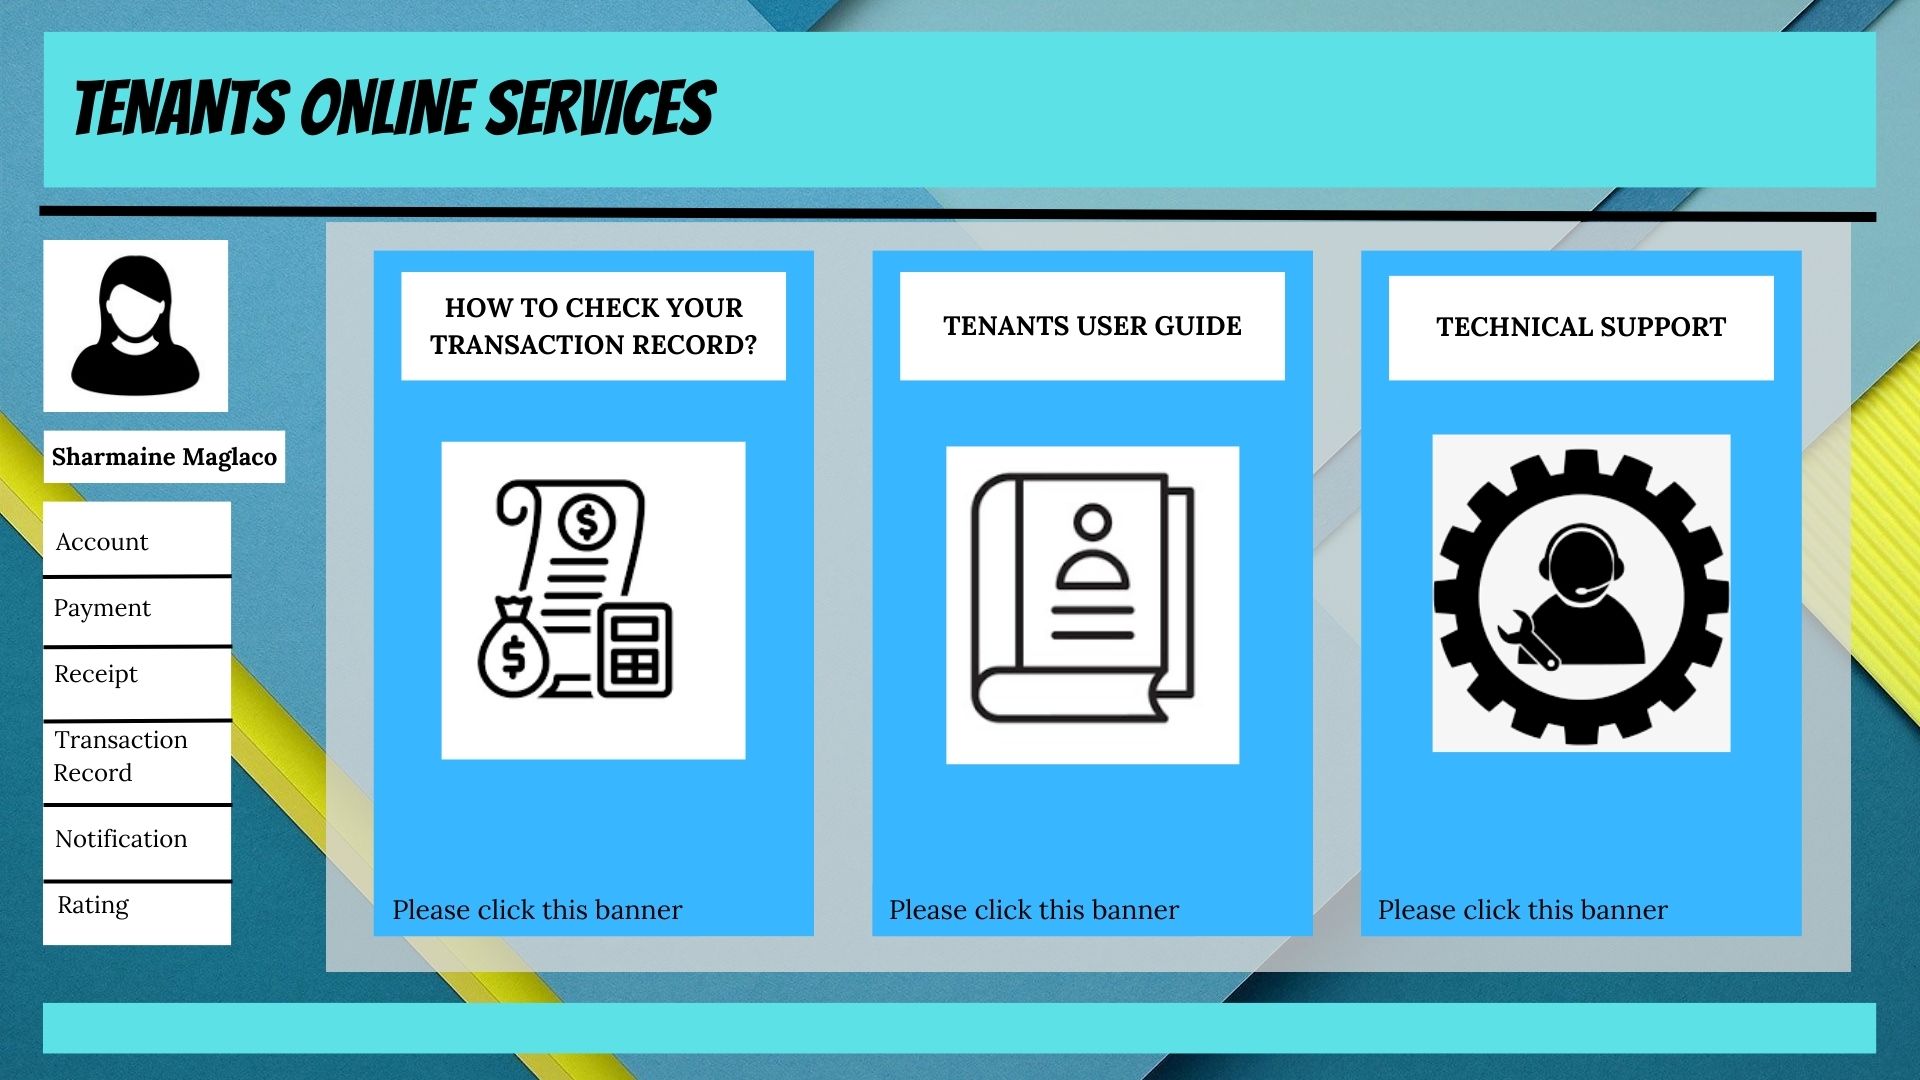 TENANTS ONLINE SERVICES
Sharmaine Maglaco
Account
Payment
Receipt
Transaction
Record
Notification
Rating
HOW TO CHECK YOUR
TRANSACTION RECORD?
Please click this banner
TENANTS USER GUIDE
Please click this banner
TECHNICAL SUPPORT
Please click this banner